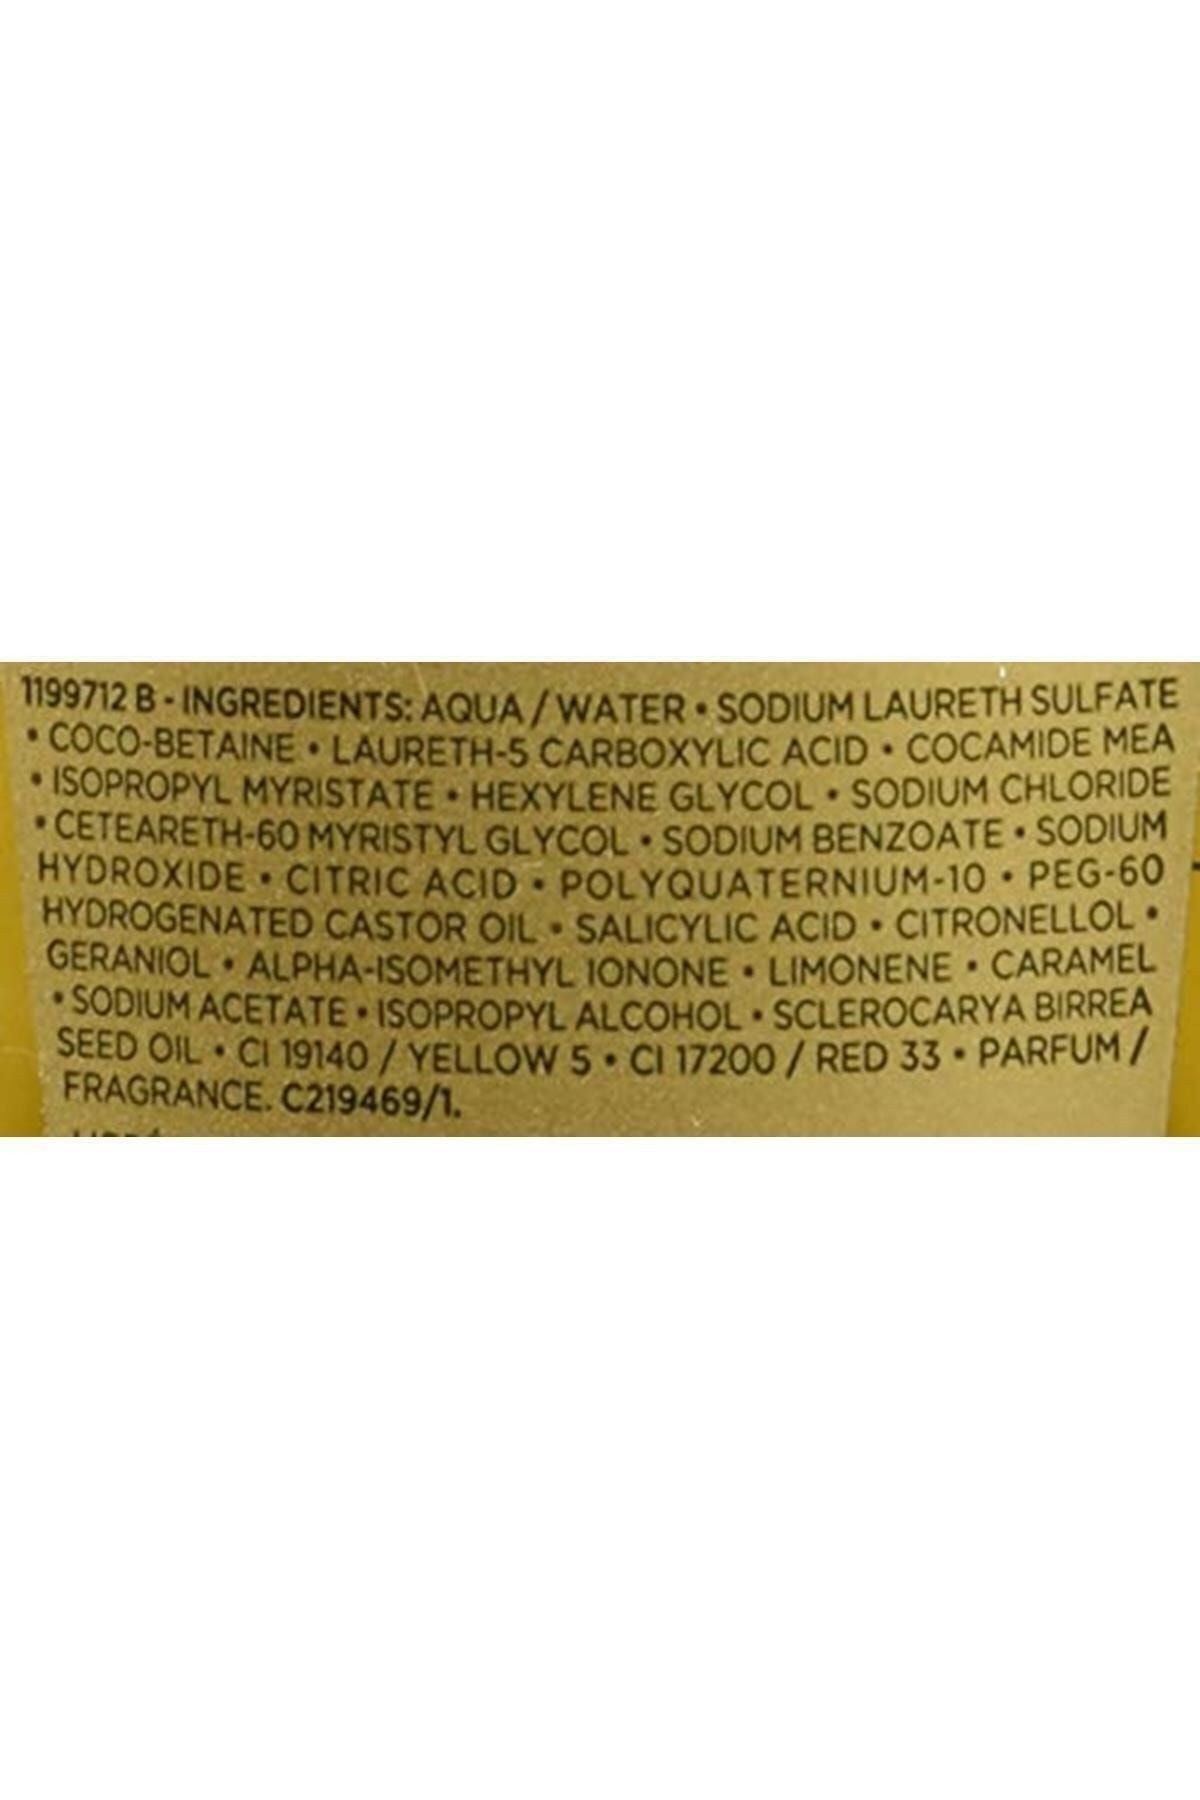 1199712 B - INGREDIENTS: AQUA / WATER • SODIUM LAURETH SULFATE
• COCO-BETAINE • LAURETH-5 CARBOXYLIC ACID • COCAMIDE MEA
• ISOPROPYL MYRISTATE • HEXYLENE GLYCOL • SODIUM CHLORIDE
• CETEARETH-60 MYRISTYL GLYCOL • SODIUM BENZOATE • SODIUM
HYDROXIDE • CITRIC ACID • POLYQUATERNIUM-10 • PEG-60
HYDROGENATED CASTOR OIL • SALICYLIC ACID • CITRONELLOL •
GERANIOL • ALPHA-ISOMETHYL IONONE • LIMONENE • CARAMEL
• SODIUM ACETATE • ISOPROPYL ALCOHOL • SCLEROCARYA BIRREA
SEED OIL • CI 19140 / YELLOW 5 • CI 17200 / RED 33 • PARFUM /
FRAGRANCE. C219469/1.